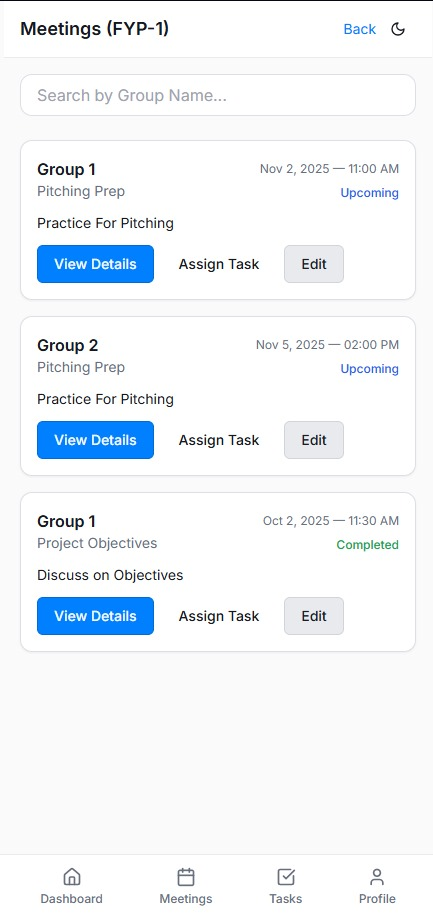 Meetings (FYP-1)
Back
Search by Group Name...
Group 1
Nov 2, 2025 — 11:00 AM
Pitching Prep
Upcoming
Practice For Pitching
View Details
Assign Task
Edit
Group 2
Nov 5, 2025 — 02:00 PM
Pitching Prep
Upcoming
Practice For Pitching
View Details
Assign Task
Edit
Group 1
Oct 2, 2025 — 11:30 AM
Project Objectives
Completed
Discuss on Objectives
View Details
Assign Task
Edit
Dashboard
Meetings
Tasks
Profile